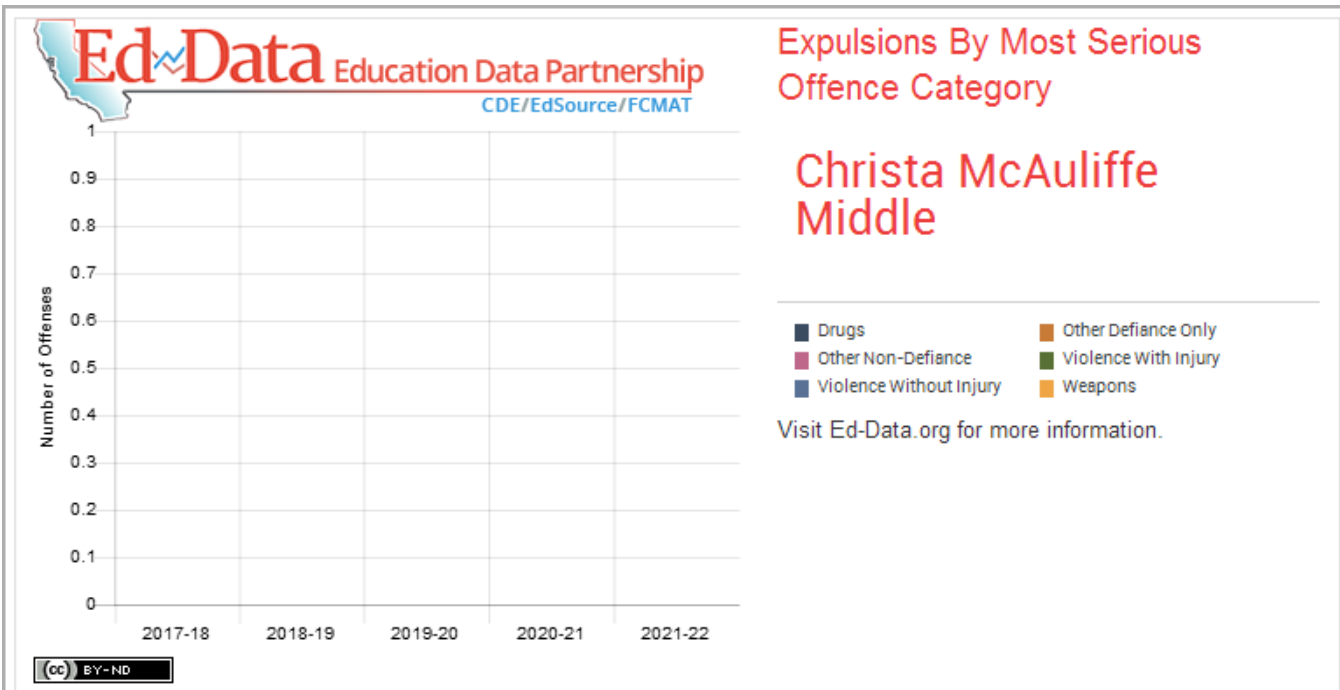 Ed Data Education Data Partnership
CDE/EdSource/FCMAT
Expulsions By Most Serious
Offence Category
Christa McAuliffe
Middle
Number of Offenses
1
0.9
0.8
0.7
0.6
0.5
0.4
0.3
0.2
0.1
0
2017-18 2018-19 2019-20 2020-21 2021-22
Drugs Other Defiance Only
Other Non-Defiance Violence With Injury
Violence Without Injury Weapons
Visit Ed-Data.org for more information.
(cc) BY-ND